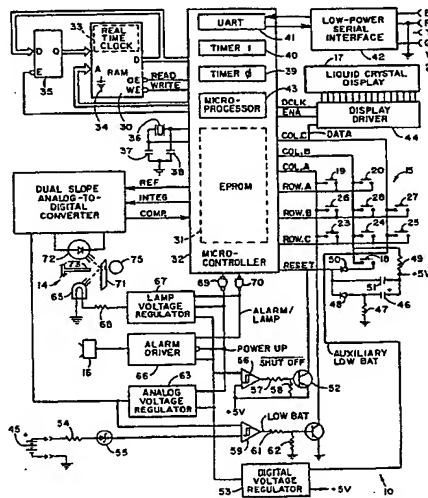 33
REAL TIME CLOCK
D Q
E
35
D
A
RAM
OE
WE
READ
WRITE
34
30
36
37
38
UART
41
TIMER 1
40
TIMER 0
39
MICRO-
PROCESSOR
43
EPROM
31
32
MICRO-
CONTROLLER
LOW-POWER
SERIAL
INTERFACE
42
17
LIQUID CRYSTAL
DISPLAY
DCLK
ENA
DISPLAY
DRIVER
44
DATA
COL.C
COL.B
COL.A
ROW.A
ROW.B
ROW.C
19
20
15
26
28
27
23
24
25
RESET
50
18
49
+5V
51
48
46
47
DUAL SLOPE
ANALOG-TO-
DIGITAL
CONVERTER
REF
INTEG
COMP.
72
73
75
14
65
71
68
67
LAMP VOLTAGE
REGULATOR
69
70
ALARM/
LAMP
ALARM
DRIVER
66
16
POWER UP
ANALOG VOLTAGE
REGULATOR
63
56
SHUT OFF
57
58
52
+5V
AUXILIARY
LOW BAT
45
54
55
59
LOW BAT
61
62
53
DIGITAL
VOLTAGE
REGULATOR
+5V
10